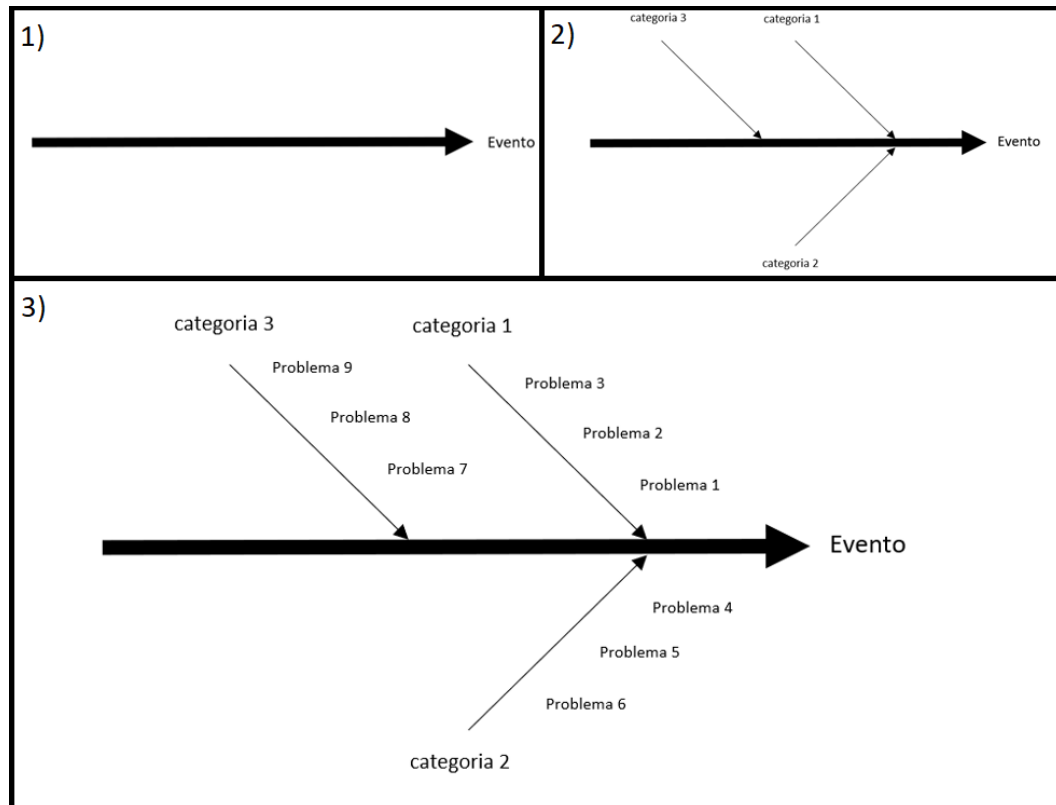 1)
Evento
2)
categoria 3
categoria 1
Evento
categoria 2
3)
categoria 3
categoria 1
Problema 9
Problema 3
Problema 8
Problema 2
Problema 7
Problema 1
Evento
Problema 4
Problema 5
Problema 6
categoria 2